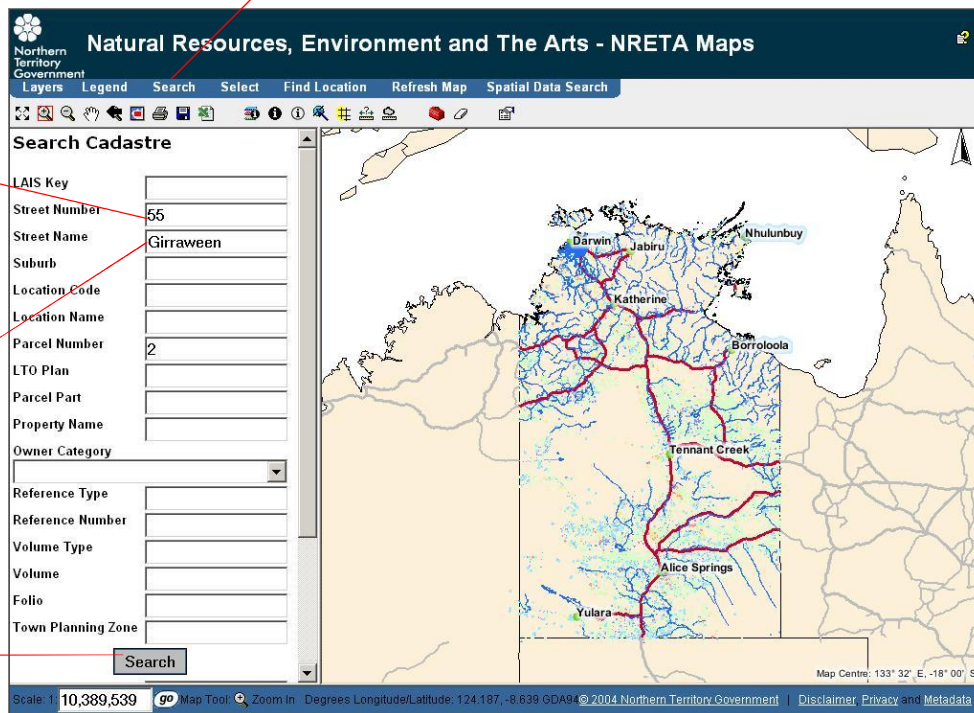 Northern
Territory
Government
Natural Resources, Environment and The Arts - NRETA Maps
Layers Legend Search Select Find Location Refresh Map Spatial Data Search
Search Cadastre
LAIS Key
Street Number 55
Street Name Girraween
Suburb
Location Code
Location Name
Parcel Number 2
LTO Plan
Parcel Part
Property Name
Owner Category
Reference Type
Reference Number
Volume Type
Volume
Folio
Town Planning Zone
Search
Darwin
Jabiru
Nhulunbuy
Katherine
Borroloola
Tennant Creek
Alice Springs
Yulara
Map Centre: 133° 32' E, -18° 00' S
Scale: 1: 10,389,539 go Map Tool: Zoom In Degrees Longitude/Latitude: 124.187, -8.639 GDA94 © 2004 Northern Territory Government | Disclaimer, Privacy and Metadata